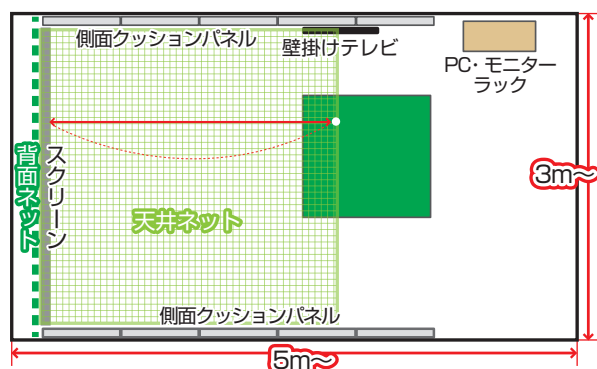 側面クッションパネル
壁掛けテレビ
PC・モニター
ラック
背面ネット
スクリーン
天井ネット
3m~
側面クッションパネル
5m~